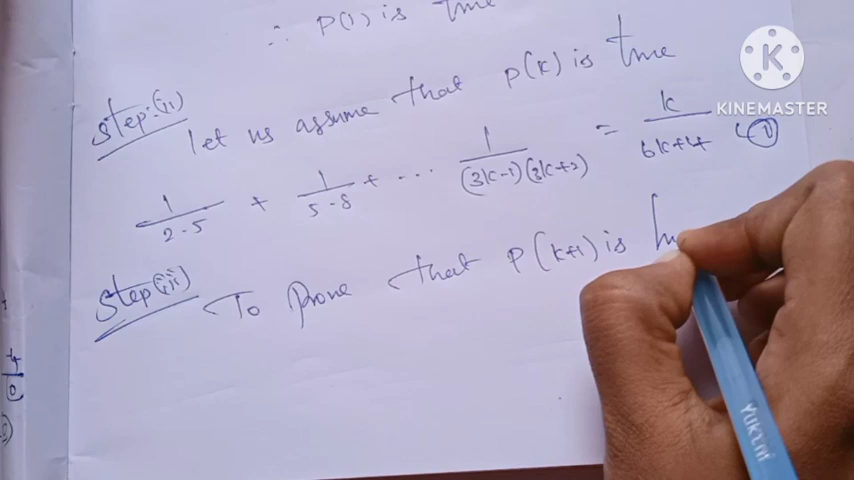 ∴ P(1) is true
K
KINEMASTER
Step:-(ii)
let us assume that P(k) is true
1/(2-5) + 1/(5-8) + ... 1/((3k-1)(3k+2)) = k/(6k+4) ↳①
Step(iii)
To Prove that P(k+1) is
Yukimi